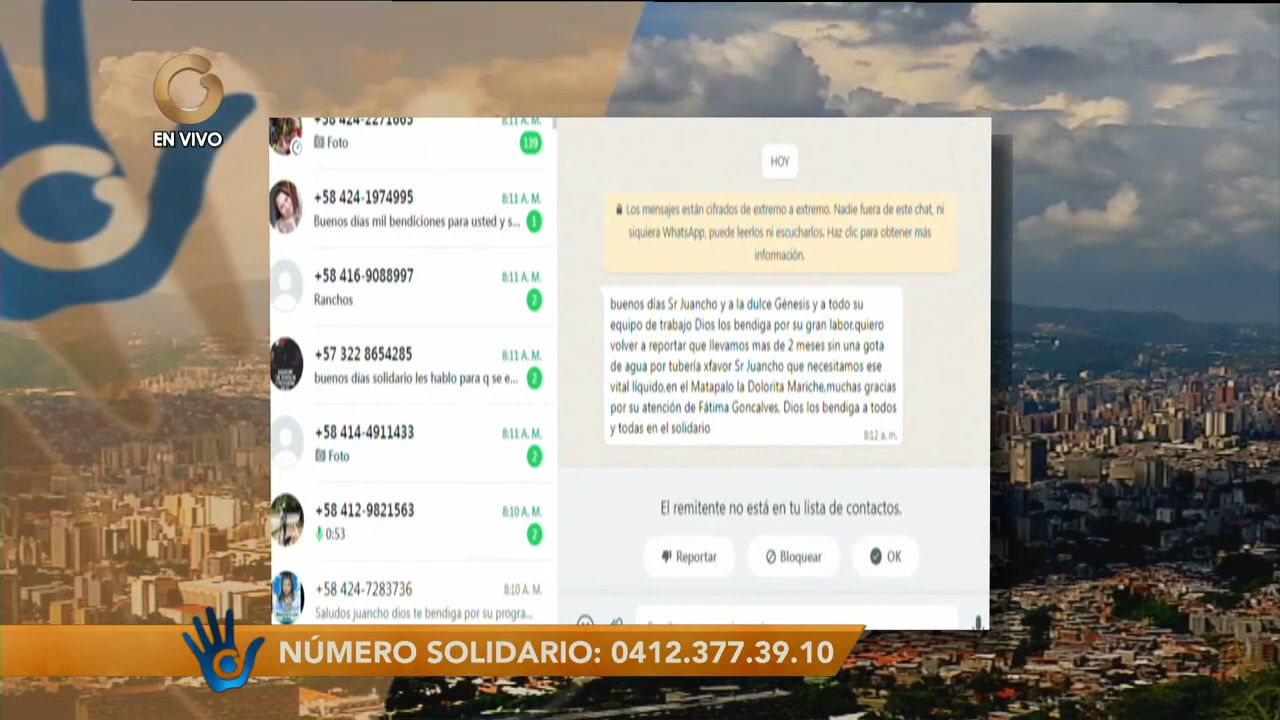 EN VIVO
+58 424-2271665
8:11 A. M.
Foto
139
+58 424-1974995
8:11 A. M.
Buenos días mil bendiciones para usted y s...
1
+58 416-9088997
8:11 A. M.
Ranchos
2
+57 322 8654285
8:11 A. M.
buenos días solidario les hablo para q se e...
2
+58 414-4911433
8:11 A. M.
Foto
2
+58 412-9821563
8:10 A. M.
0:53
2
+58 424-7283736
8:10 A. M.
Saludos juancho dios te bendiga por su progra...
HOY
Los mensajes están cifrados de extremo a extremo. Nadie fuera de este chat, ni
siquiera WhatsApp, puede leerlos ni escucharlos. Haz clic para obtener más
información.
buenos días Sr Juancho y a la dulce Génesis y a todo su
equipo de trabajo Dios los bendiga por su gran labor.quiero
volver a reportar que llevamos mas de 2 meses sin una gota
de agua por tubería xfavor Sr Juancho que necesitamos ese
vital líquido.en el Matapalo la Dolorita Mariche.muchas gracias
por su atención de Fátima Goncalves. Dios los bendiga a todos
y todas en el solidario
8:12 a. m.
El remitente no está en tu lista de contactos.
Reportar
Bloquear
OK
NÚMERO SOLIDARIO: 0412.377.39.10